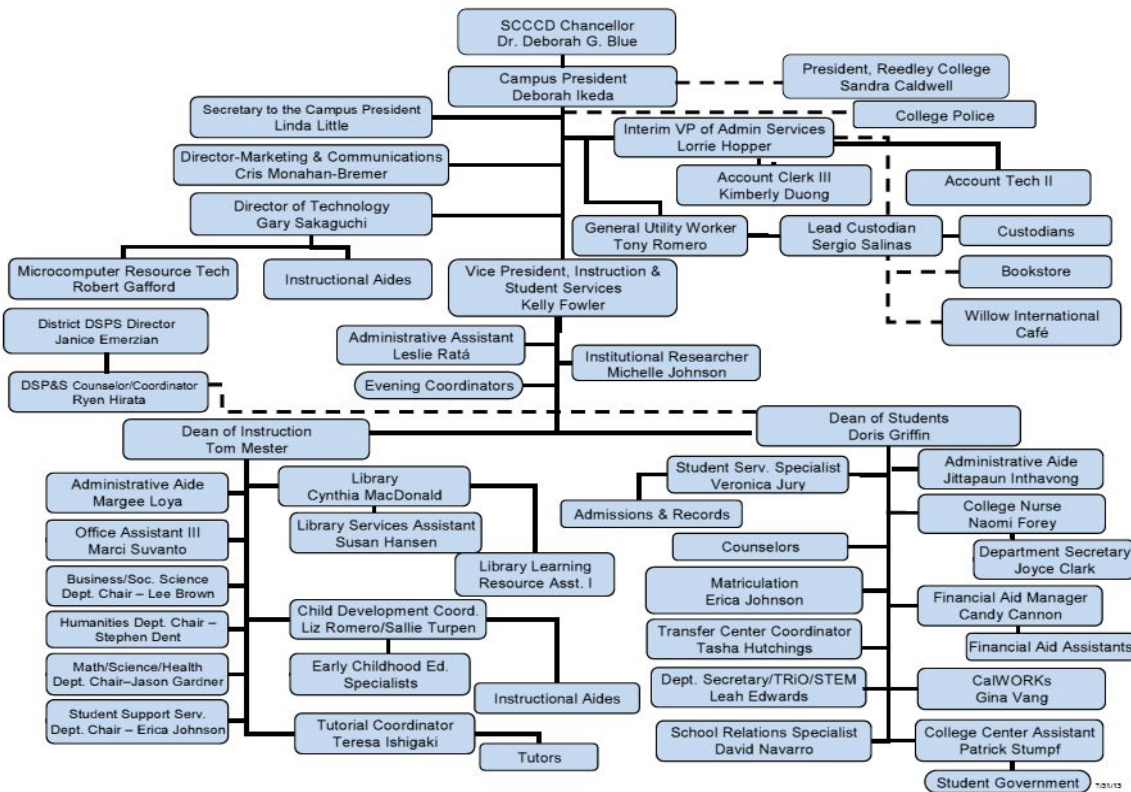 SCCCD Chancellor
Dr. Deborah G. Blue
Campus President
Deborah Ikeda
President, Reedley College
Sandra Caldwell
Secretary to the Campus President
Linda Little
College Police
Interim VP of Admin Services
Lorrie Hopper
Director-Marketing & Communications
Cris Monahan-Bremer
Account Clerk III
Kimberly Duong
Account Tech II
Director of Technology
Gary Sakaguchi
General Utility Worker
Tony Romero
Lead Custodian
Sergio Salinas
Custodians
Microcomputer Resource Tech
Robert Gafford
Instructional Aides
Vice President, Instruction &
Student Services
Kelly Fowler
Bookstore
Willow International
Café
District DSPS Director
Janice Emerzian
Administrative Assistant
Leslie Ratá
Institutional Researcher
Michelle Johnson
DSP&S Counselor/Coordinator
Ryen Hirata
Evening Coordinators
Dean of Instruction
Tom Mester
Dean of Students
Doris Griffin
Administrative Aide
Margee Loya
Office Assistant III
Marci Suvanto
Business/Soc. Science
Dept. Chair – Lee Brown
Humanities Dept. Chair –
Stephen Dent
Math/Science/Health
Dept. Chair–Jason Gardner
Student Support Serv.
Dept. Chair – Erica Johnson
Library
Cynthia MacDonald
Library Services Assistant
Susan Hansen
Library Learning
Resource Asst. I
Child Development Coord.
Liz Romero/Sallie Turpen
Early Childhood Ed.
Specialists
Instructional Aides
Tutorial Coordinator
Teresa Ishigaki
Tutors
Student Serv. Specialist
Veronica Jury
Admissions & Records
Counselors
Matriculation
Erica Johnson
Transfer Center Coordinator
Tasha Hutchings
Dept. Secretary/TRiO/STEM
Leah Edwards
School Relations Specialist
David Navarro
Administrative Aide
Jittapaun Inthavong
College Nurse
Naomi Forey
Department Secretary
Joyce Clark
Financial Aid Manager
Candy Cannon
Financial Aid Assistants
CalWORKs
Gina Vang
College Center Assistant
Patrick Stumpf
Student Government
7/31/13